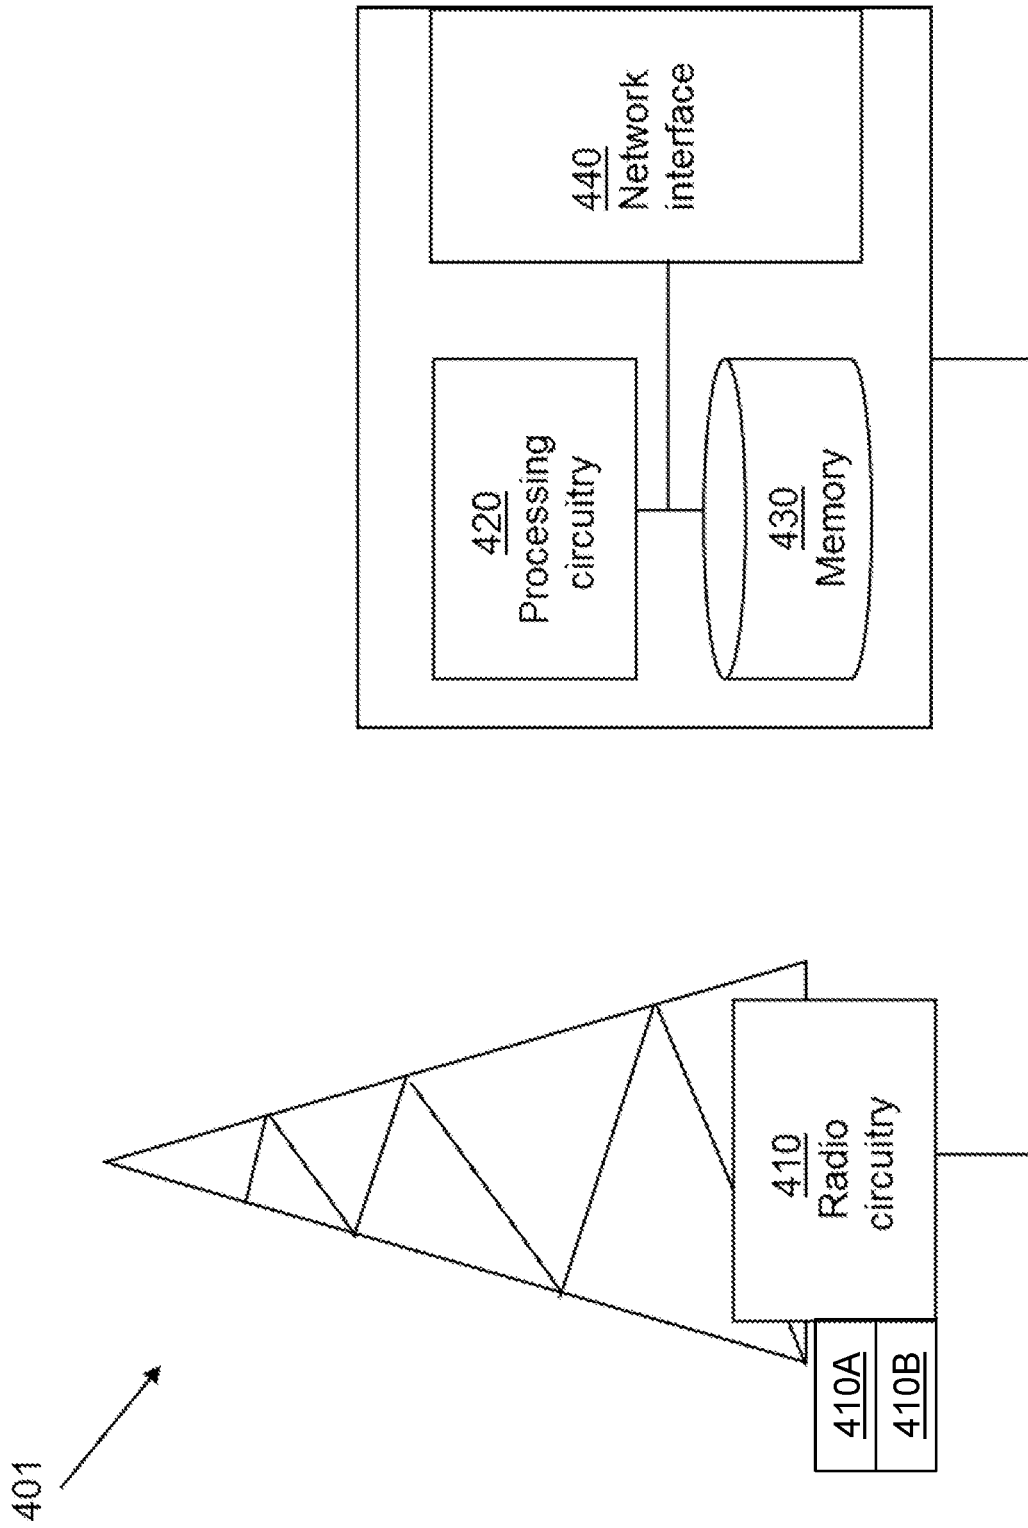 401
410A
410B
410
Radio
circuitry
420
Processing
circuitry
430
Memory
440
Network
interface